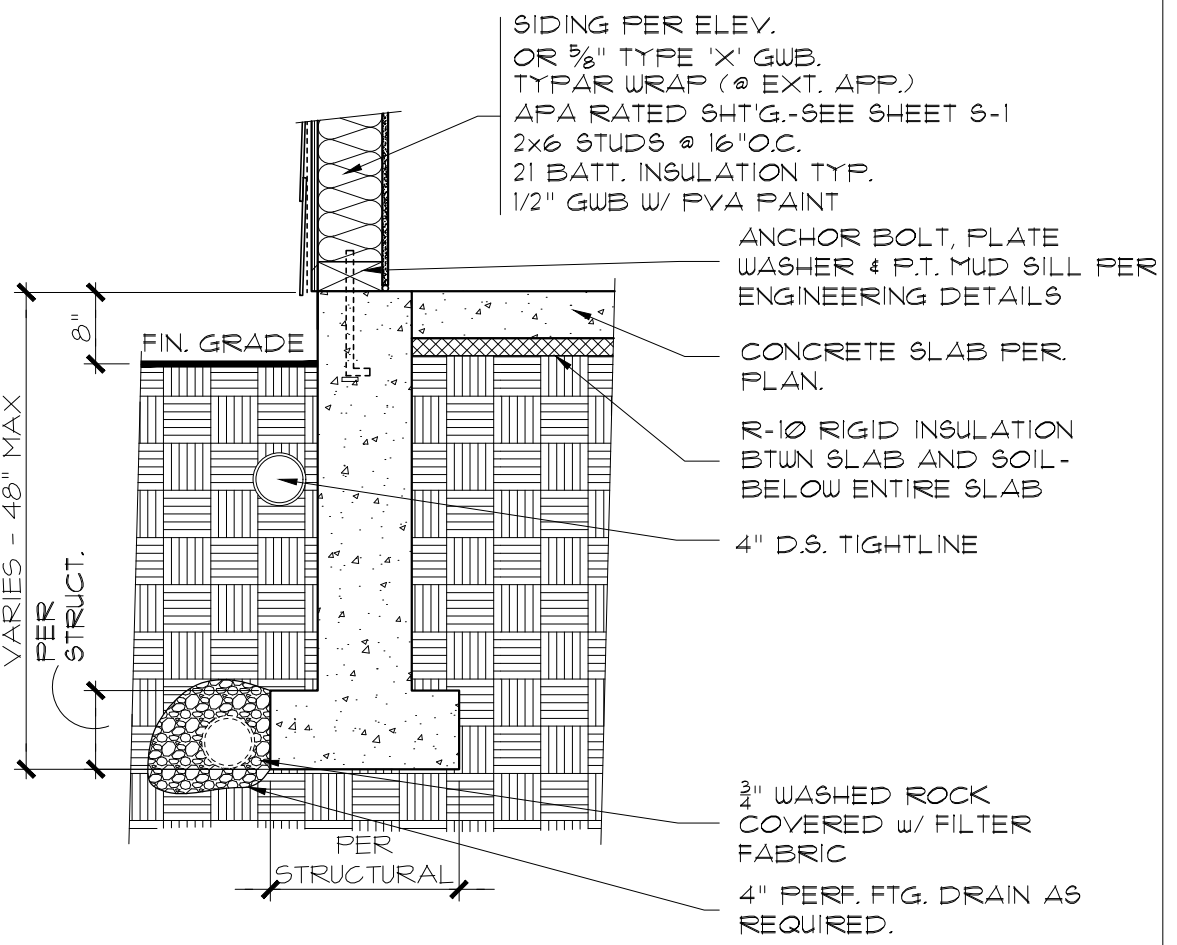 SIDING PER ELEV.
OR 5/8" TYPE 'X' GWB.
TYPAR WRAP (@ EXT. APP.)
APA RATED SHT'G.-SEE SHEET S-1
2x6 STUDS @ 16"O.C.
21 BATT. INSULATION TYP.
1/2" GWB W/ PVA PAINT
ANCHOR BOLT, PLATE
WASHER & P.T. MUD SILL PER
ENGINEERING DETAILS
8"
FIN. GRADE
CONCRETE SLAB PER.
PLAN.
R-10 RIGID INSULATION
BTWN SLAB AND SOIL-
BELOW ENTIRE SLAB
4" D.S. TIGHTLINE
VARIES - 48" MAX
PER
STRUCT.
3/4" WASHED ROCK
COVERED w/ FILTER
FABRIC
PER
STRUCTURAL
4" PERF. FTG. DRAIN AS
REQUIRED.